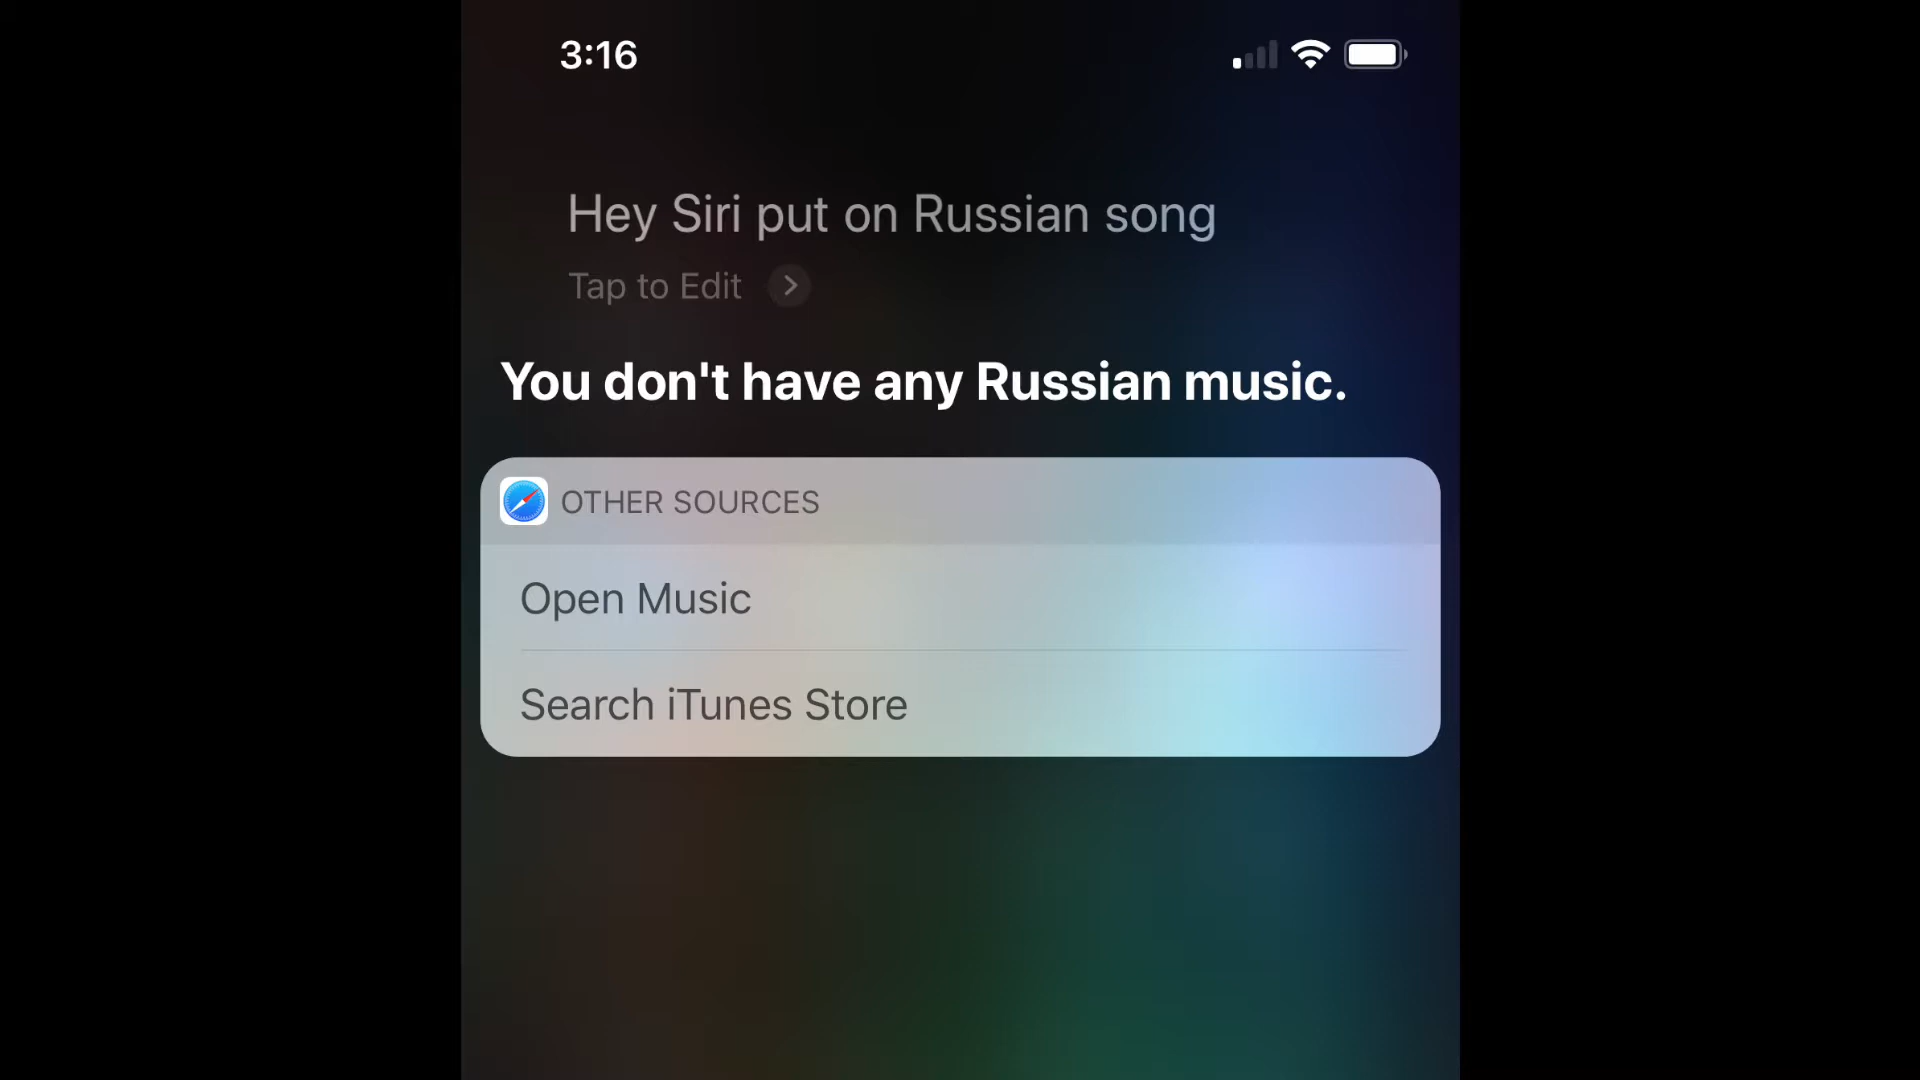 3:16
Hey Siri put on Russian song
Tap to Edit
You don't have any Russian music.
OTHER SOURCES
Open Music
Search iTunes Store